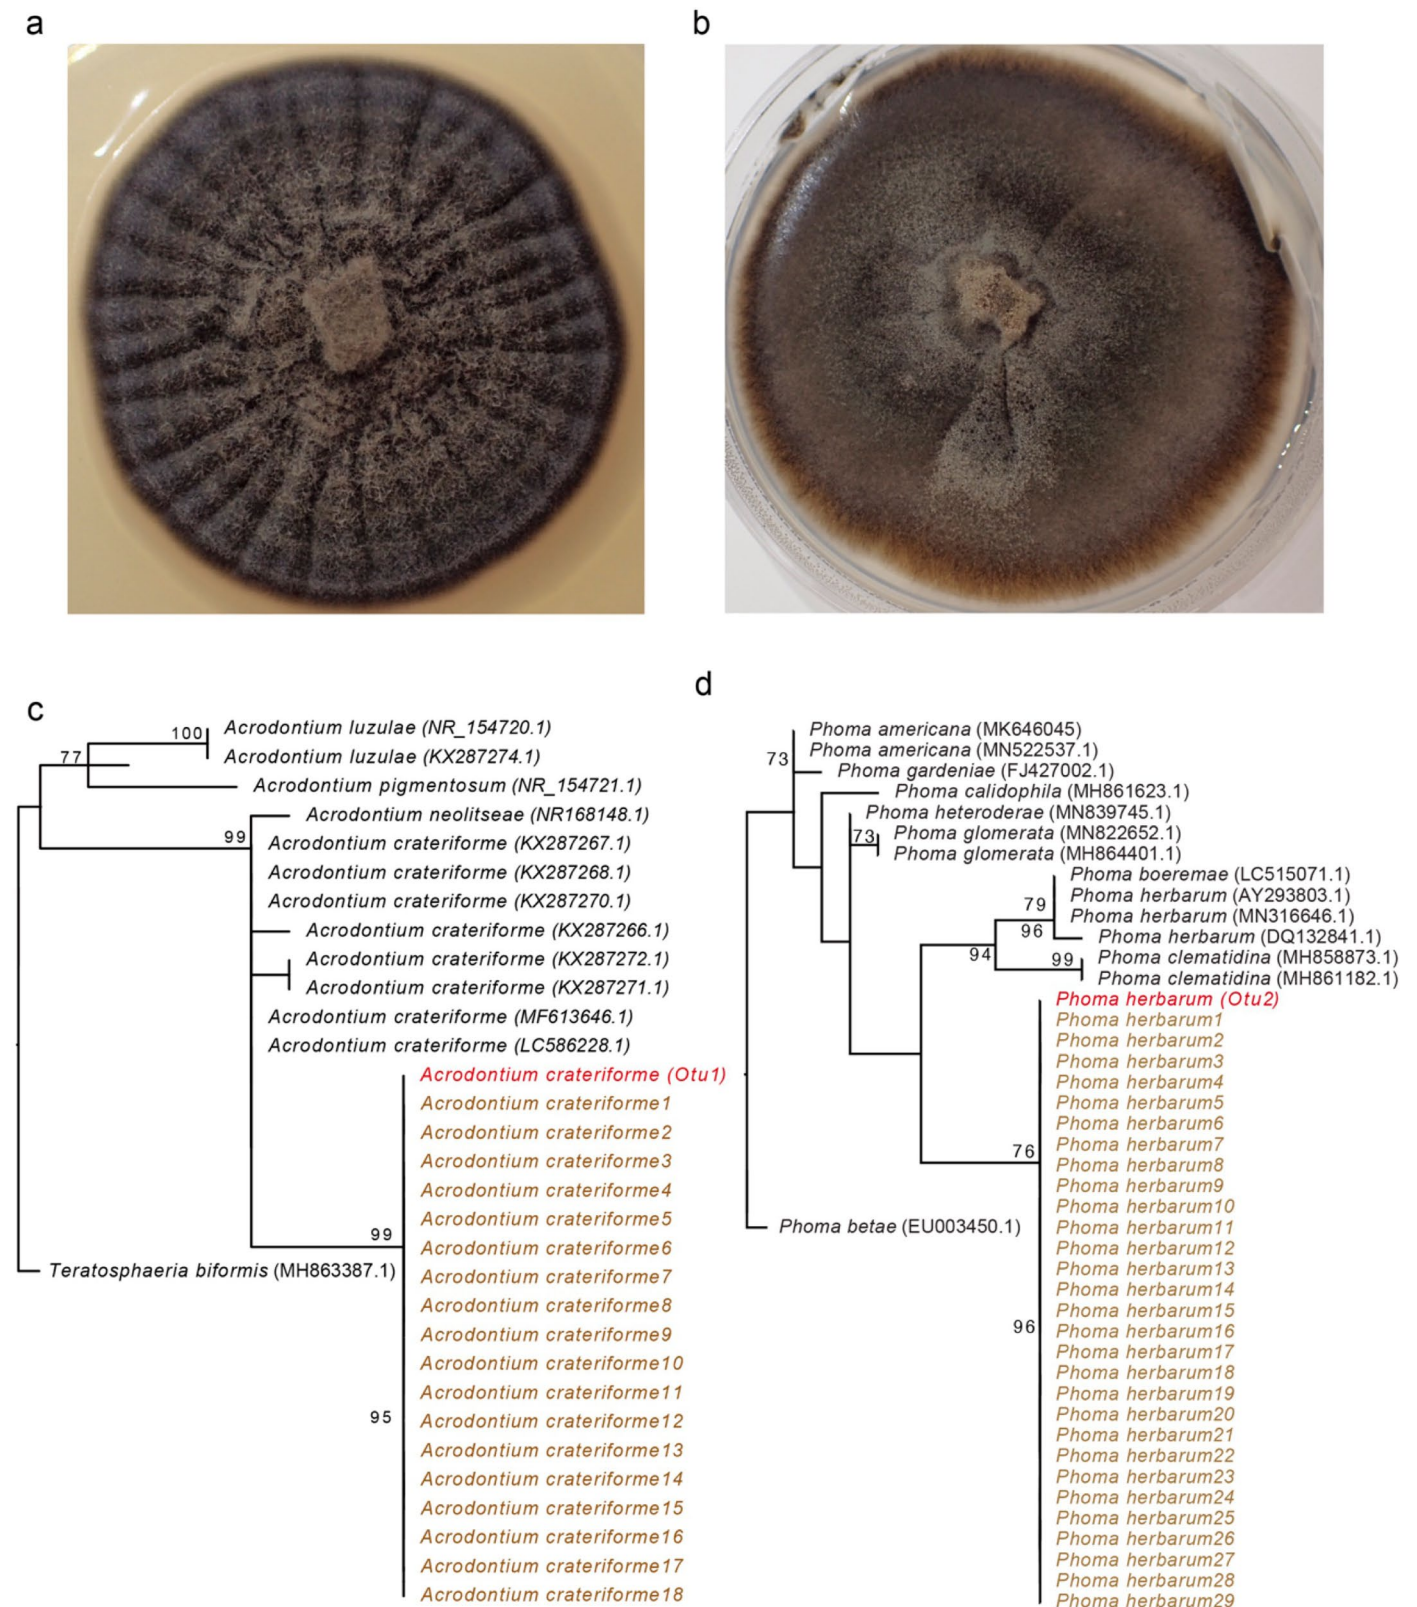 a
b
c
100
Acrodontium luzulae (NR_154720.1)
77
Acrodontium luzulae (KX287274.1)
Acrodontium pigmentosum (NR_154721.1)
Acrodontium neolitseae (NR168148.1)
99
Acrodontium crateriforme (KX287267.1)
Acrodontium crateriforme (KX287268.1)
Acrodontium crateriforme (KX287270.1)
Acrodontium crateriforme (KX287266.1)
Acrodontium crateriforme (KX287272.1)
Acrodontium crateriforme (KX287271.1)
Acrodontium crateriforme (MF613646.1)
Acrodontium crateriforme (LC586228.1)
Acrodontium crateriforme (Otu1)
Acrodontium crateriforme1
Acrodontium crateriforme2
Acrodontium crateriforme3
Acrodontium crateriforme4
Acrodontium crateriforme5
99
Acrodontium crateriforme6
Teratosphaeria biformis (MH863387.1)
Acrodontium crateriforme7
Acrodontium crateriforme8
Acrodontium crateriforme9
Acrodontium crateriforme10
Acrodontium crateriforme11
95
Acrodontium crateriforme12
Acrodontium crateriforme13
Acrodontium crateriforme14
Acrodontium crateriforme15
Acrodontium crateriforme16
Acrodontium crateriforme17
Acrodontium crateriforme18
d
Phoma americana (MK646045)
73
Phoma americana (MN522537.1)
Phoma gardeniae (FJ427002.1)
Phoma calidophila (MH861623.1)
Phoma heteroderae (MN839745.1)
73
Phoma glomerata (MN822652.1)
Phoma glomerata (MH864401.1)
Phoma boeremae (LC515071.1)
Phoma herbarum (AY293803.1)
79
Phoma herbarum (MN316646.1)
96
Phoma herbarum (DQ132841.1)
94
99
Phoma clematidina (MH858873.1)
Phoma clematidina (MH861182.1)
Phoma herbarum (Otu2)
Phoma herbarum1
Phoma herbarum2
Phoma herbarum3
Phoma herbarum4
Phoma herbarum5
Phoma herbarum6
Phoma herbarum7
76
Phoma herbarum8
Phoma herbarum9
Phoma herbarum10
Phoma betae (EU003450.1)
Phoma herbarum11
Phoma herbarum12
Phoma herbarum13
Phoma herbarum14
Phoma herbarum15
96
Phoma herbarum16
Phoma herbarum17
Phoma herbarum18
Phoma herbarum19
Phoma herbarum20
Phoma herbarum21
Phoma herbarum22
Phoma herbarum23
Phoma herbarum24
Phoma herbarum25
Phoma herbarum26
Phoma herbarum27
Phoma herbarum28
Phoma herbarum29